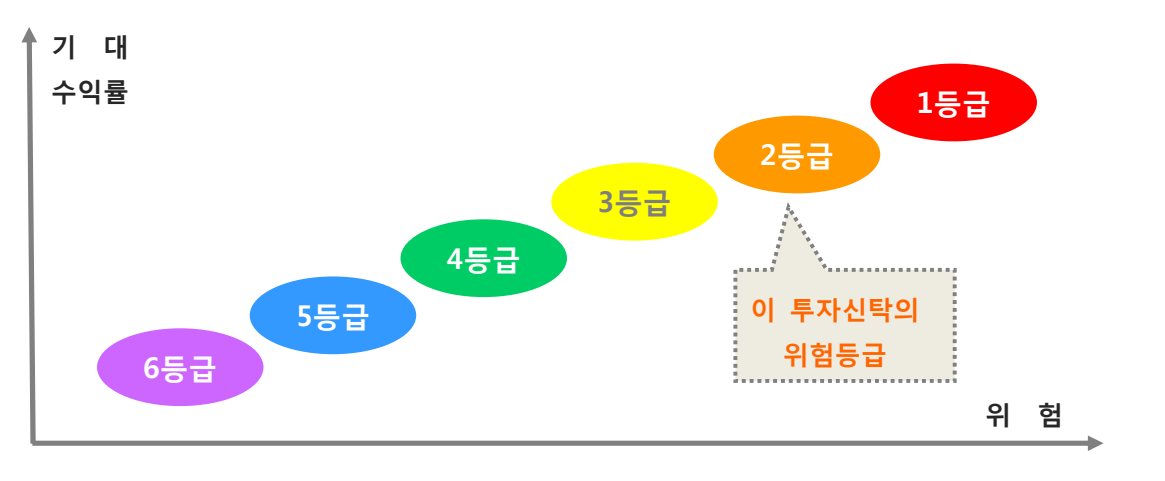 기 대
수익률
1등급
2등급
3등급
4등급
5등급
6등급
이 투자신탁의
위험등급
위 험